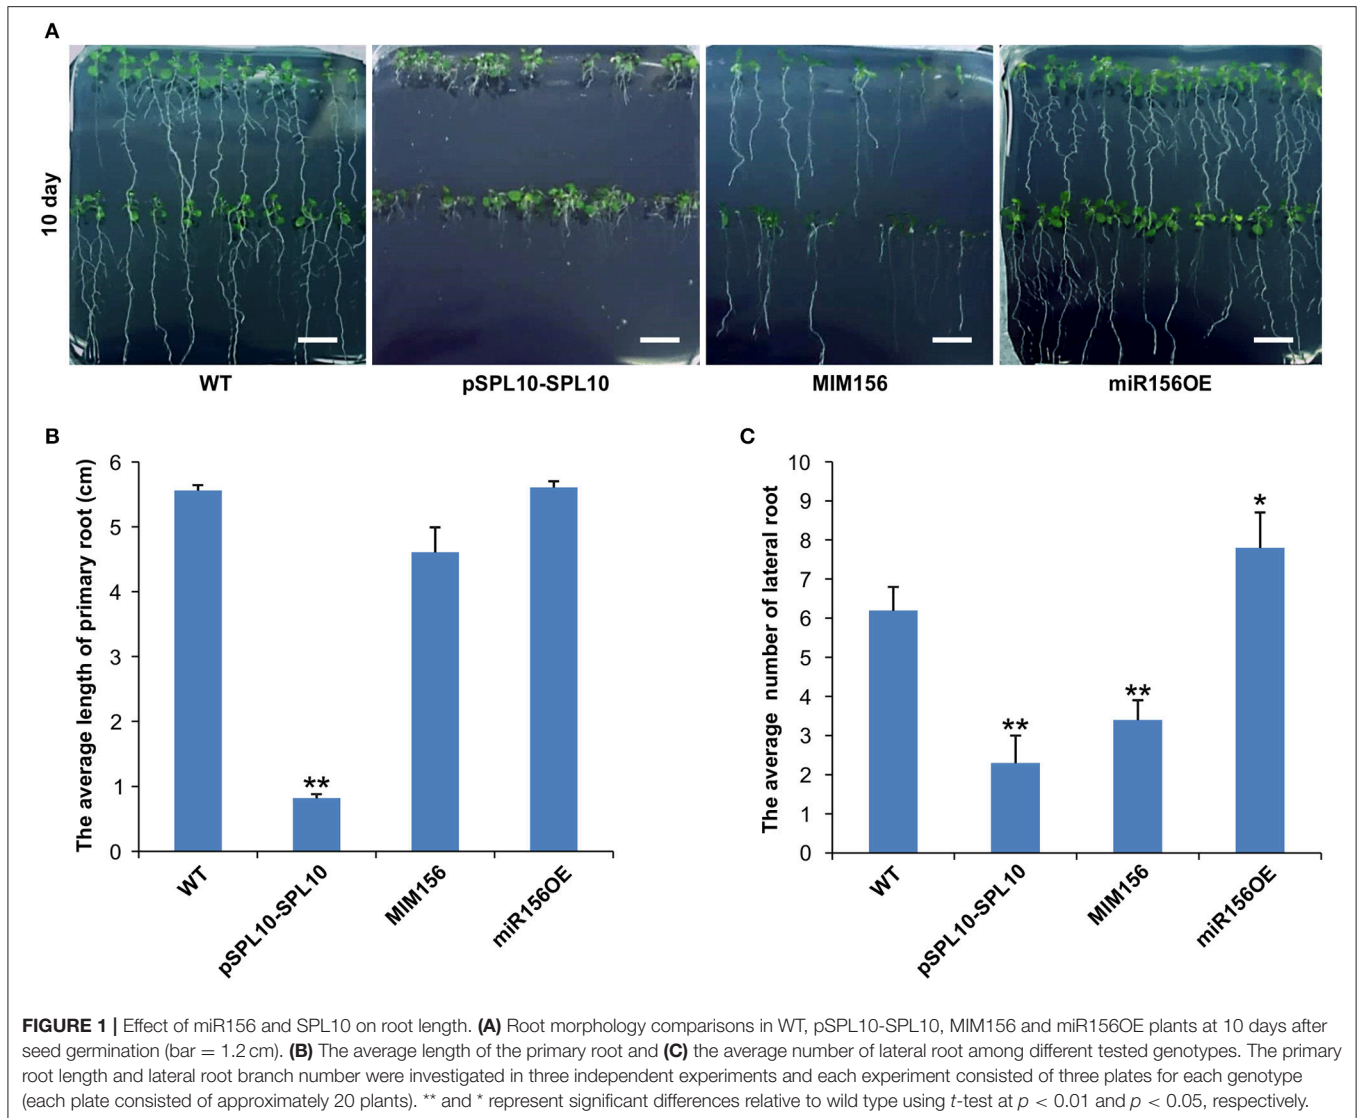 A
10 day
WT
pSPL10-SPL10
MIM156
miR156OE
B
The average length of primary root (cm)
6
5
4
3
2
1
0
**
WT
pSPL10-SPL10
MIM156
miR156OE
C
The average number of lateral root
10
9
8
7
6
5
4
3
2
1
0
**
**
*
WT
pSPL10-SPL10
MIM156
miR156OE
FIGURE 1 | Effect of miR156 and SPL10 on root length. (A) Root morphology comparisons in WT, pSPL10-SPL10, MIM156 and miR156OE plants at 10 days after
seed germination (bar = 1.2 cm). (B) The average length of the primary root and (C) the average number of lateral root among different tested genotypes. The primary
root length and lateral root branch number were investigated in three independent experiments and each experiment consisted of three plates for each genotype
(each plate consisted of approximately 20 plants). ** and * represent significant differences relative to wild type using t-test at p < 0.01 and p < 0.05, respectively.